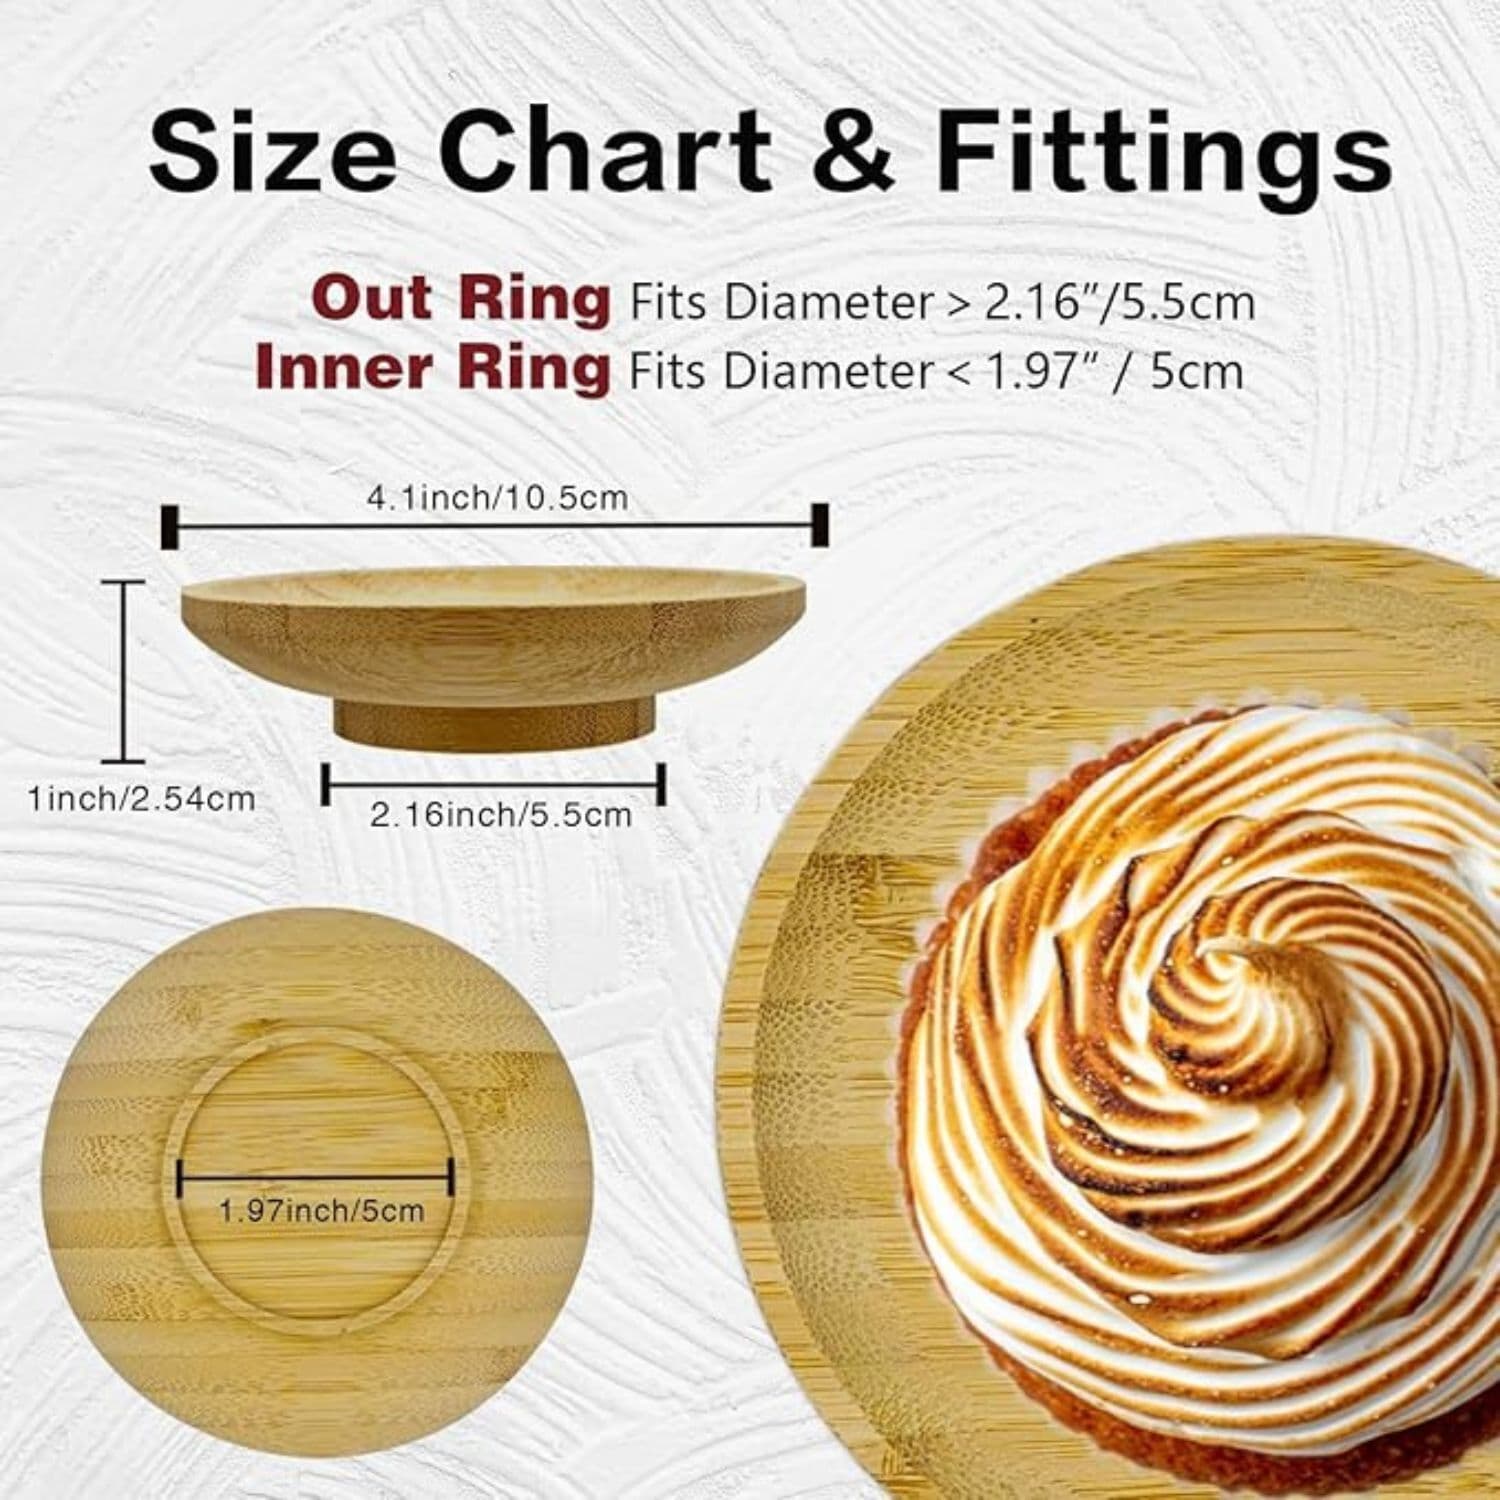 Size Chart & Fittings
Out Ring Fits Diameter > 2.16"/5.5cm
Inner Ring Fits Diameter < 1.97" / 5cm
4.1inch/10.5cm
1inch/2.54cm
2.16inch/5.5cm
1.97inch/5cm